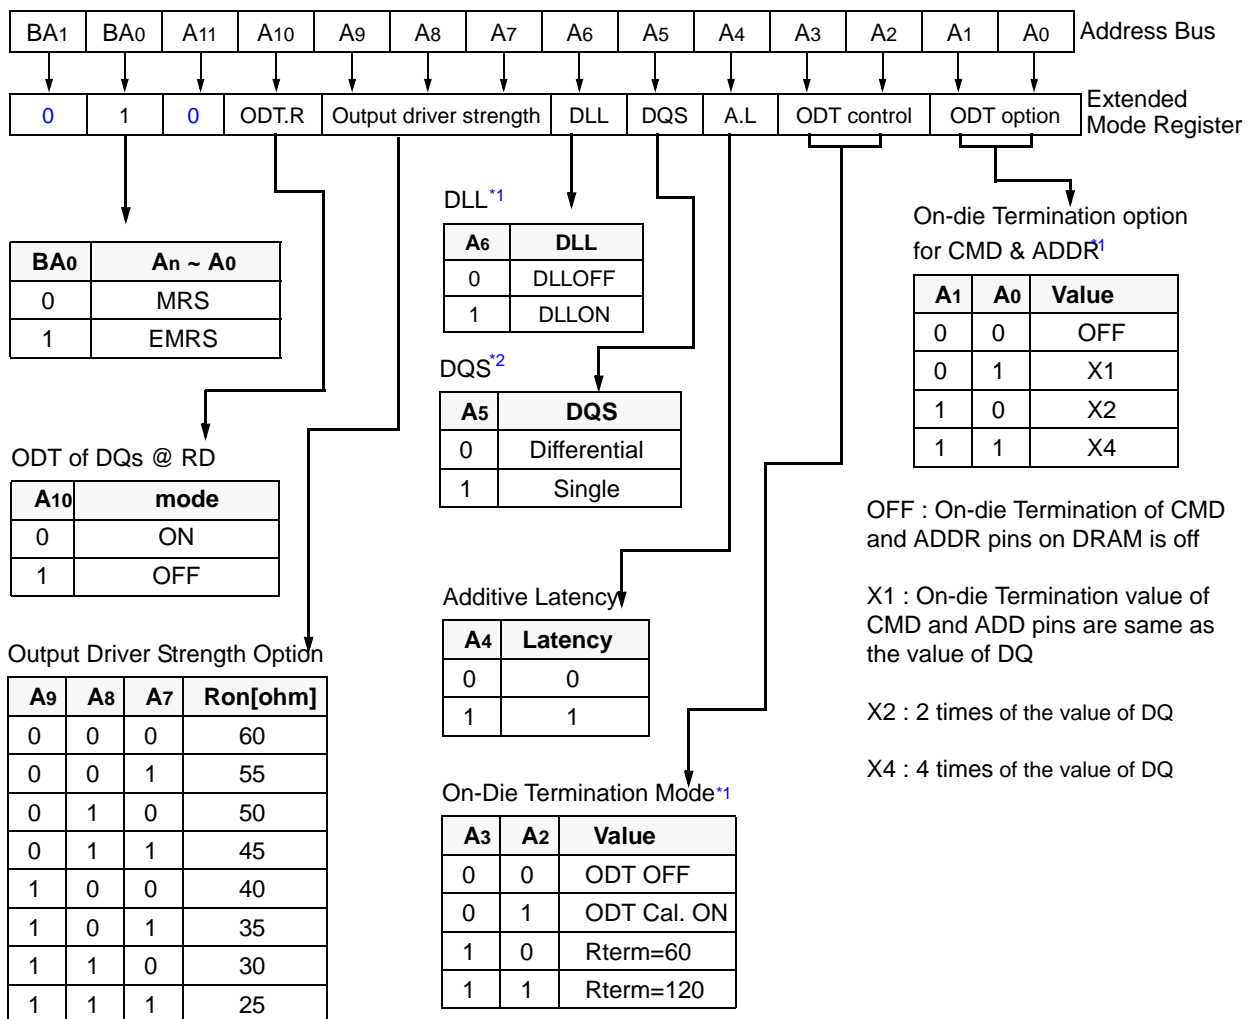 BA1 BA0 A11 A10 A9 A8 A7 A6 A5 A4 A3 A2 A1 A0 Address Bus
0 1 0 ODT.R Output driver strength DLL DQS A.L ODT control ODT option Extended
Mode Register
BA0 An ~ A0
0 MRS
1 EMRS
ODT of DQs @ RD
A10 mode
0 ON
1 OFF
Output Driver Strength Option
A9 A8 A7 Ron[ohm]
0 0 0 60
0 0 1 55
0 1 0 50
0 1 1 45
1 0 0 40
1 0 1 35
1 1 0 30
1 1 1 25
DLL*1
A6 DLL
0 DLLOFF
1 DLLON
DQS*2
A5 DQS
0 Differential
1 Single
Additive Latency
A4 Latency
0 0
1 1
On-Die Termination Mode*1
A3 A2 Value
0 0 ODT OFF
0 1 ODT Cal. ON
1 0 Rterm=60
1 1 Rterm=120
On-die Termination option
for CMD & ADDR*1
A1 A0 Value
0 0 OFF
0 1 X1
1 0 X2
1 1 X4
OFF : On-die Termination of CMD
and ADDR pins on DRAM is off
X1 : On-die Termination value of
CMD and ADD pins are same as
the value of DQ
X2 : 2 times of the value of DQ
X4 : 4 times of the value of DQ